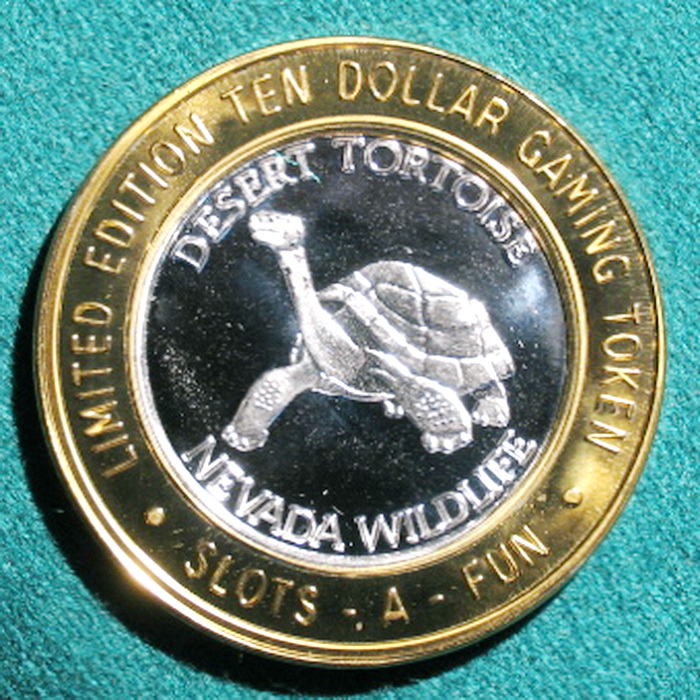 LIMITED EDITION TEN DOLLAR GAMING TOKEN
DESERT TORTOISE
NEVADA WILDLIFE
• SLOTS - A - FUN •